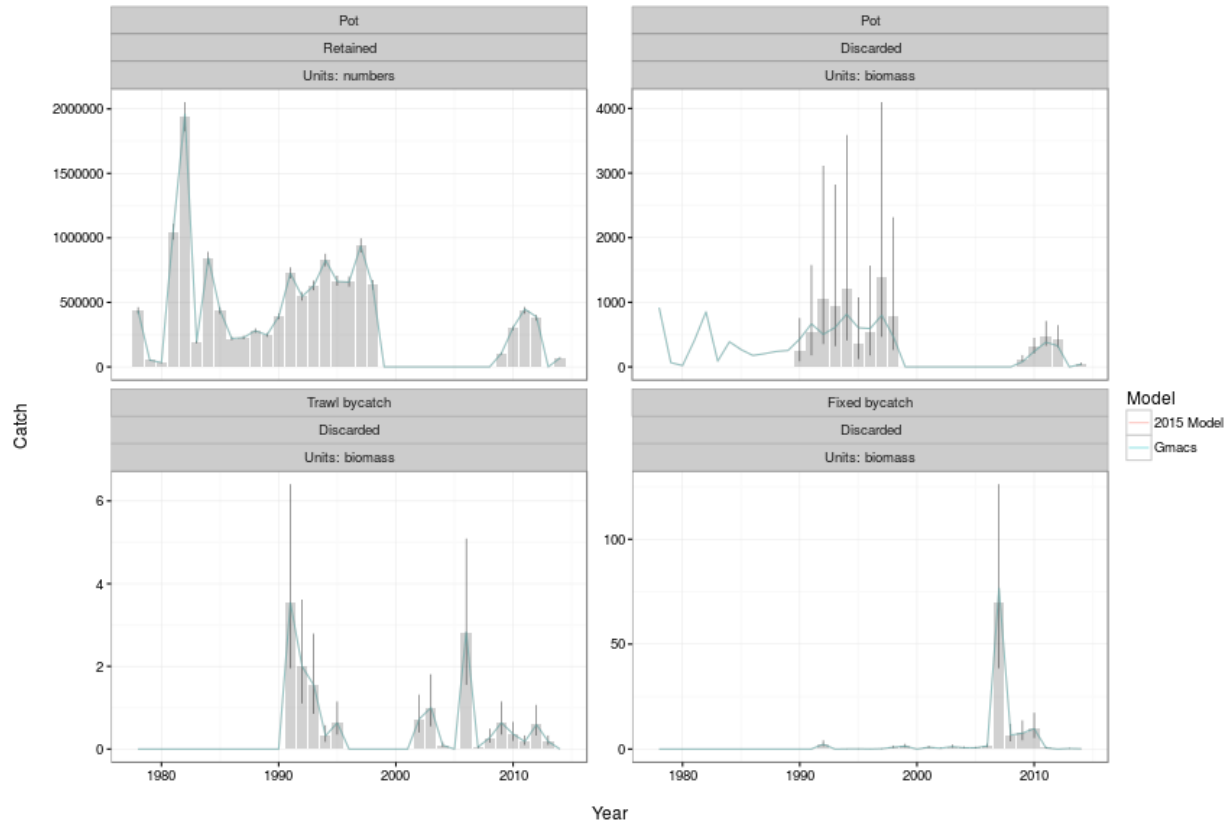 Pot
Retained
Units: numbers
2000000
1500000
1000000
500000
0
Pot
Discarded
Units: biomass
4000
3000
2000
1000
0
Trawl bycatch
Discarded
Units: biomass
6
4
2
0
1980 1990 2000 2010
Fixed bycatch
Discarded
Units: biomass
100
50
0
1980 1990 2000 2010
Catch
Year
Model
2015 Model
Gmacs